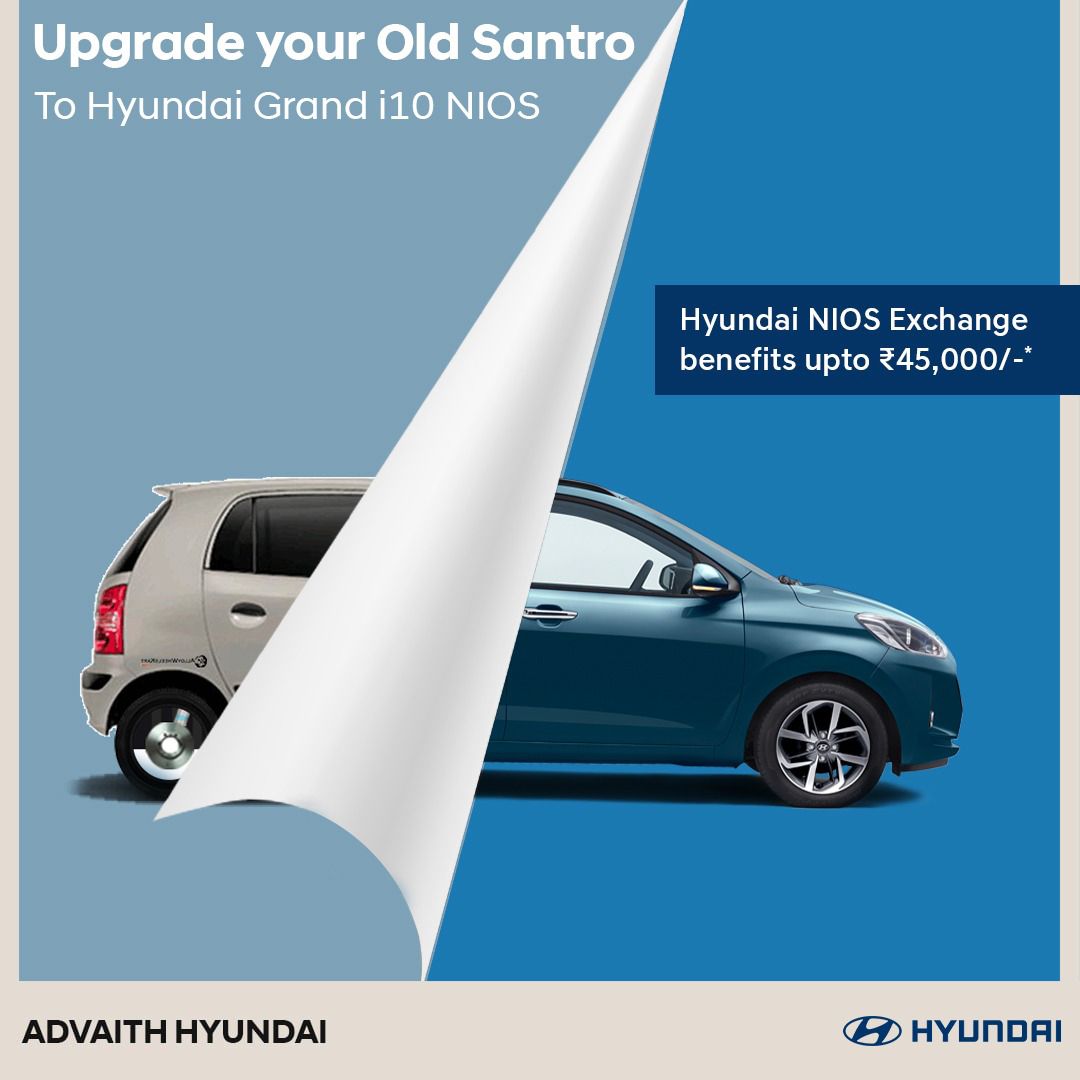 Upgrade your Old Santro
To Hyundai Grand i10 NIOS
Hyundai NIOS Exchange
benefits upto ₹45,000/-*
ADVAITH HYUNDAI
HYUNDAI